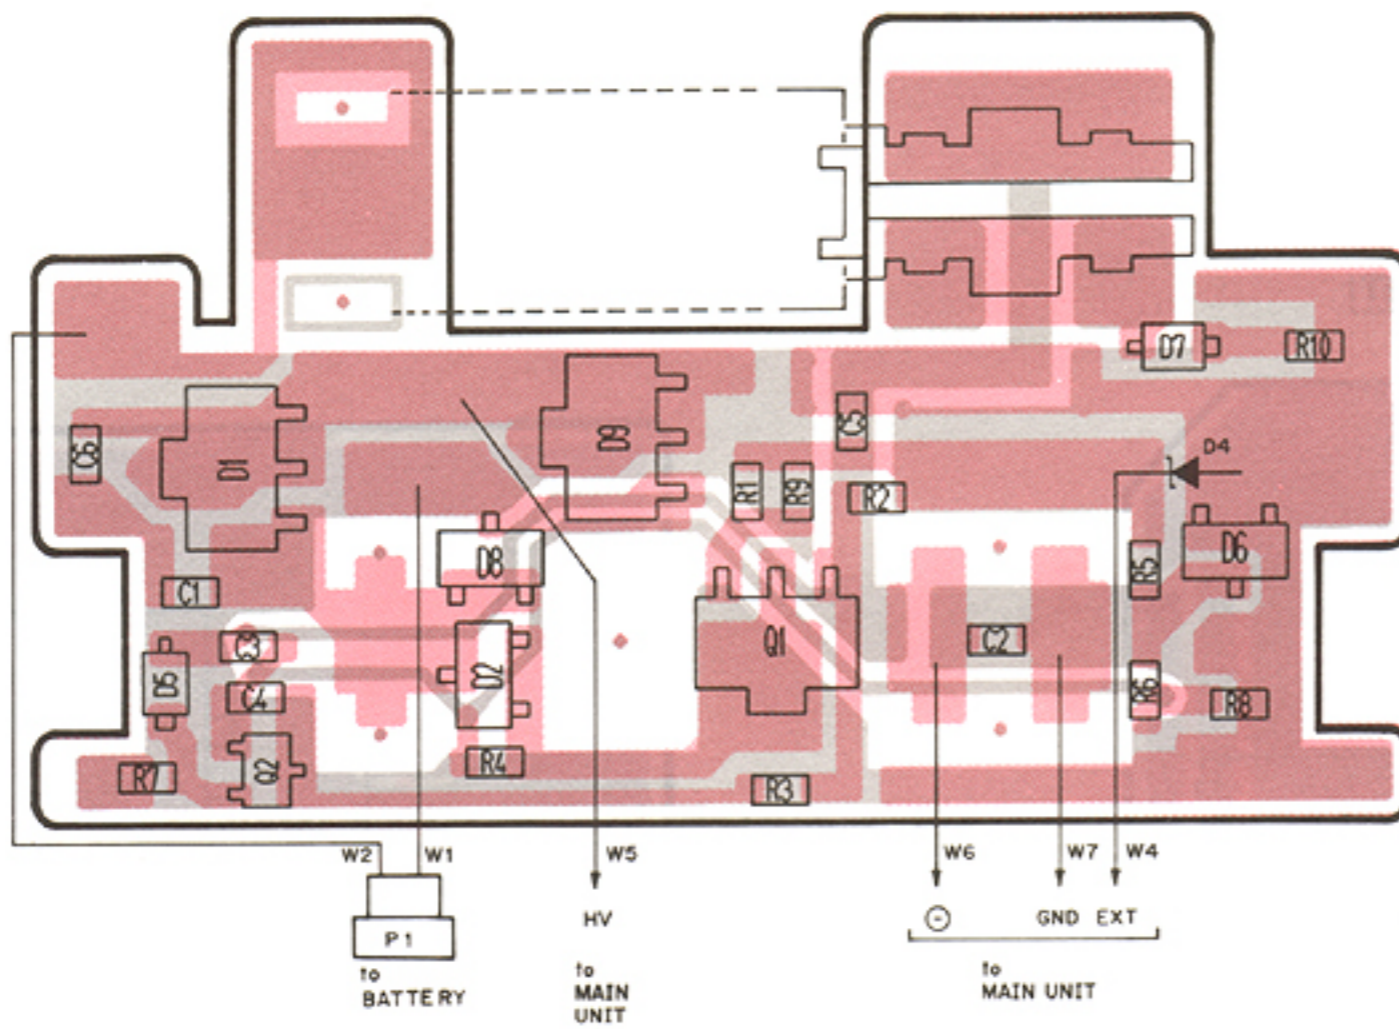 D7
R10
C5
D9
D1
C6
D4
R1
R9
R2
D8
D6
R5
C1
Q1
C2
C3
D2
D5
C4
R6
R8
R4
Q2
R7
R3
W2
W1
W5
W6
W7
W4
HV
GND EXT
P1
to
BATTERY
to
MAIN
UNIT
to
MAIN UNIT